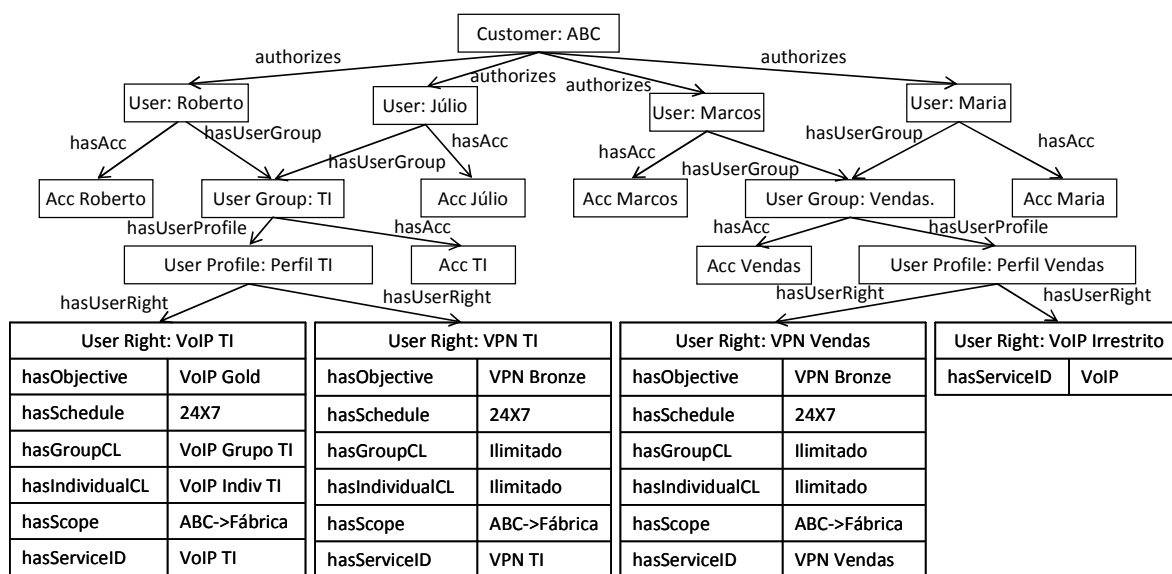 Customer: ABC
authorizes
authorizes
authorizes
authorizes
User: Roberto
User: Júlio
User: Marcos
User: Maria
hasAcc
hasUserGroup
hasUserGroup
hasAcc
hasAcc
hasUserGroup
hasUserGroup
hasAcc
Acc Roberto
User Group: TI
Acc Júlio
Acc Marcos
User Group: Vendas.
Acc Maria
hasUserProfile
hasAcc
hasAcc
hasUserProfile
User Profile: Perfil TI
Acc TI
Acc Vendas
User Profile: Perfil Vendas
hasUserRight
hasUserRight
hasUserRight
hasUserRight
User Right: VoIP TI
hasObjective VoIP Gold
hasSchedule 24X7
hasGroupCL VoIP Grupo TI
hasIndividualCL VoIP Indiv TI
hasScope ABC->Fábrica
hasServiceID VoIP TI
User Right: VPN TI
hasObjective VPN Bronze
hasSchedule 24X7
hasGroupCL Ilimitado
hasIndividualCL Ilimitado
hasScope ABC->Fábrica
hasServiceID VPN TI
User Right: VPN Vendas
hasObjective VPN Bronze
hasSchedule 24X7
hasGroupCL Ilimitado
hasIndividualCL Ilimitado
hasScope ABC->Fábrica
hasServiceID VPN Vendas
User Right: VoIP Irrestrito
hasServiceID VoIP